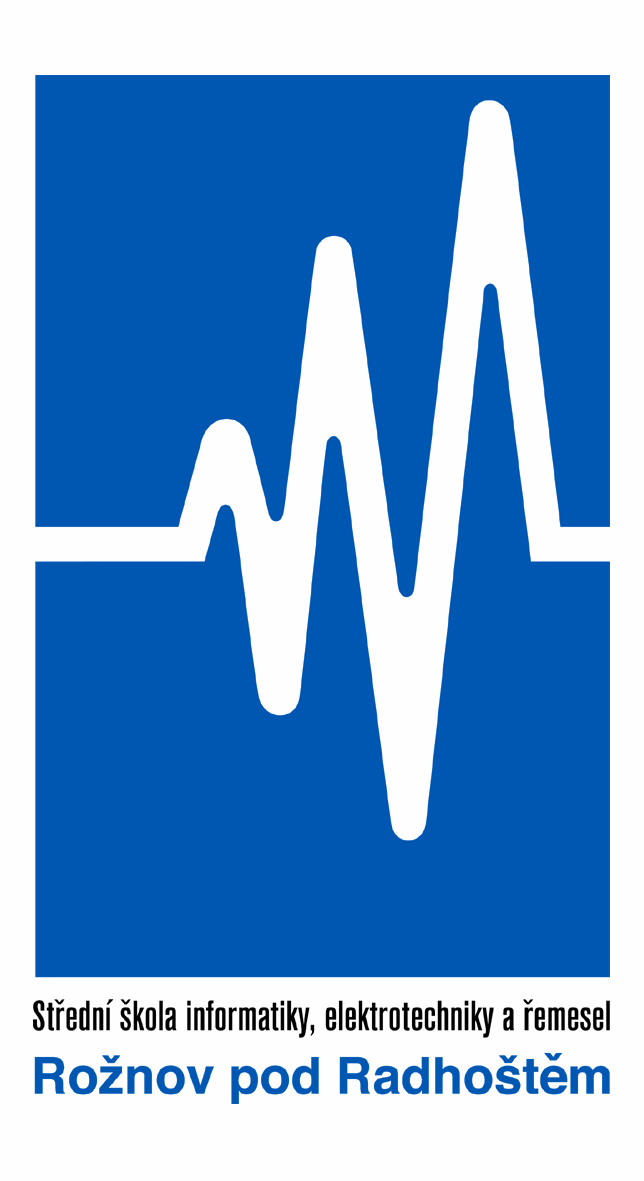 Střední škola informatiky, elektrotechniky a řemesel
Rožnov pod Radhoštěm